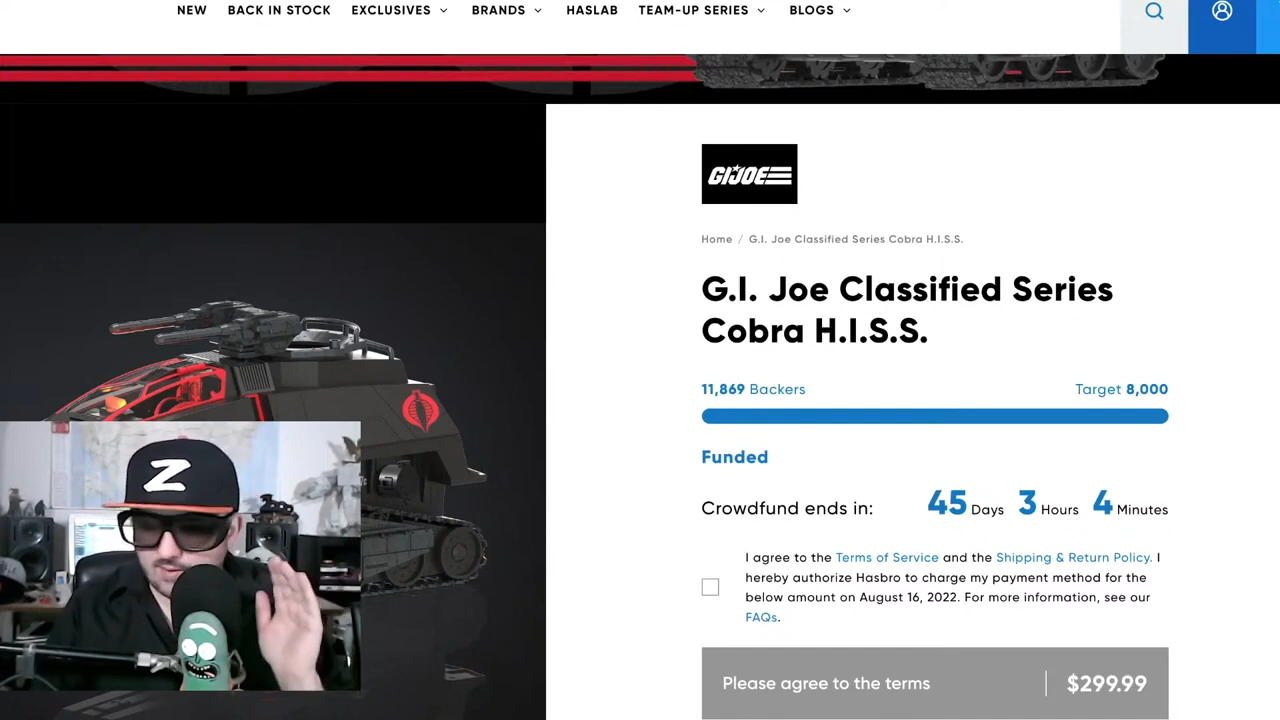 NEW BACK IN STOCK EXCLUSIVES BRANDS HASLAB TEAM-UP SERIES BLOGS
GIJOE
Home / G.I. Joe Classified Series Cobra H.I.S.S.
G.I. Joe Classified Series
Cobra H.I.S.S.
11,869 Backers Target 8,000
Funded
Crowdfund ends in: 45 Days 3 Hours 4 Minutes
I agree to the Terms of Service and the Shipping & Return Policy. I
hereby authorize Hasbro to charge my payment method for the
below amount on August 16, 2022. For more information, see our
FAQs.
Please agree to the terms $299.99
Z